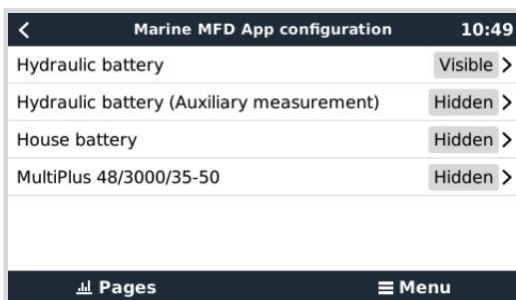 Marine MFD App configuration 10:49
Hydraulic battery Visible
Hydraulic battery (Auxiliary measurement) Hidden
House battery Hidden
MultiPlus 48/3000/35-50 Hidden
Pages Menu